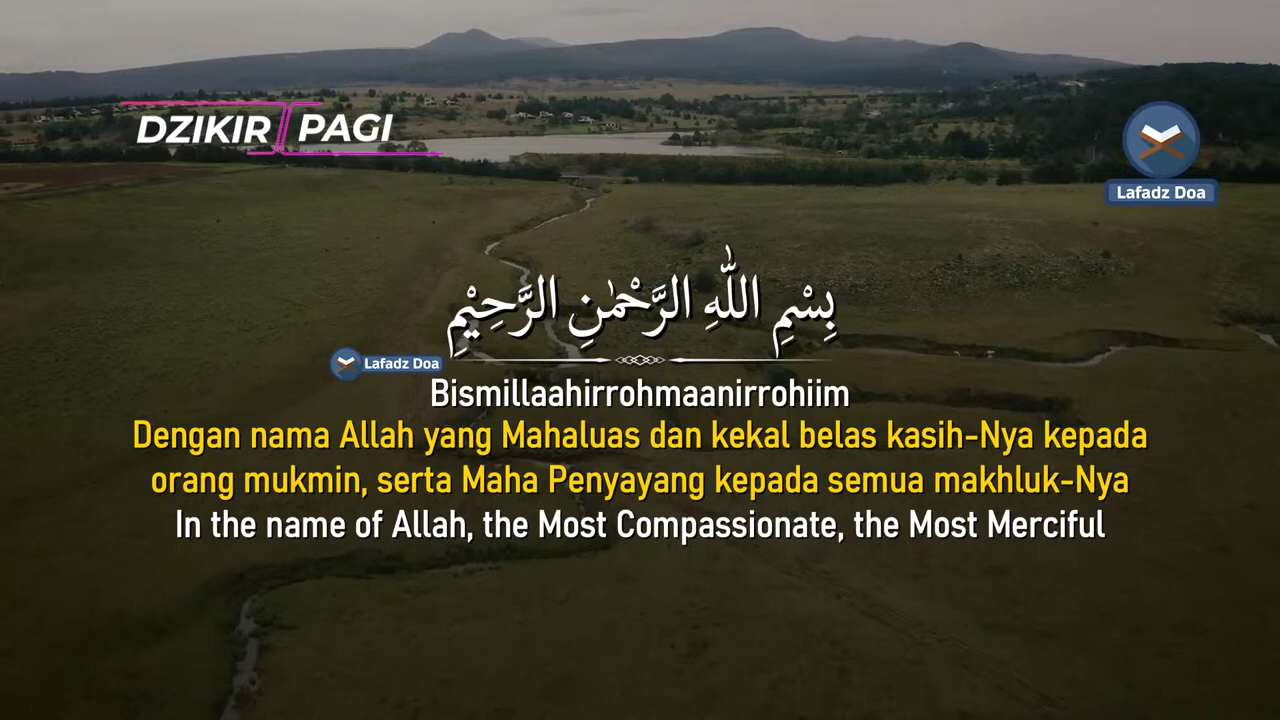 DZIKIR PAGI
Lafadz Doa
بِسْمِ اللّٰهِ الرَّحْمٰنِ الرَّحِيْمِ
Lafadz Doa
Bismillaahirrohmaanirrohiim
Dengan nama Allah yang Mahaluas dan kekal belas kasih-Nya kepada
orang mukmin, serta Maha Penyayang kepada semua makhluk-Nya
In the name of Allah, the Most Compassionate, the Most Merciful